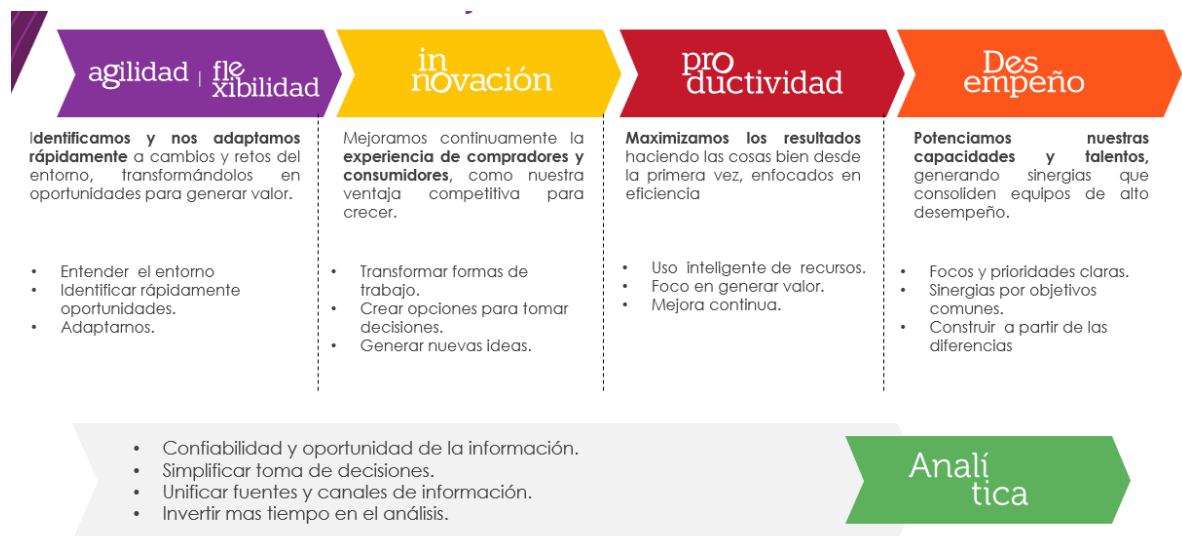 agilidad | fle
xibilidad
Identificamos y nos adaptamos
rápidamente a cambios y retos del
entorno, transformándolos en
oportunidades para generar valor.
• Entender el entorno
• Identificar rápidamente
oportunidades.
• Adaptarnos.
in
novación
Mejoramos continuamente la
experiencia de compradores y
consumidores, como nuestra
ventaja competitiva para
crecer.
• Transformar formas de
trabajo.
• Crear opciones para tomar
decisiones.
• Generar nuevas ideas.
pro
ductividad
Maximizamos los resultados
haciendo las cosas bien desde
la primera vez, enfocados en
eficiencia
• Uso inteligente de recursos.
• Foco en generar valor.
• Mejora continua.
Des
empeño
Potenciamos nuestras
capacidades y talentos,
generando sinergias que
consoliden equipos de alto
desempeño.
• Focos y prioridades claras.
• Sinergias por objetivos
comunes.
• Construir a partir de las
diferencias
• Confiabilidad y oportunidad de la información.
• Simplificar toma de decisiones.
• Unificar fuentes y canales de información.
• Invertir mas tiempo en el análisis.
Analí
tica